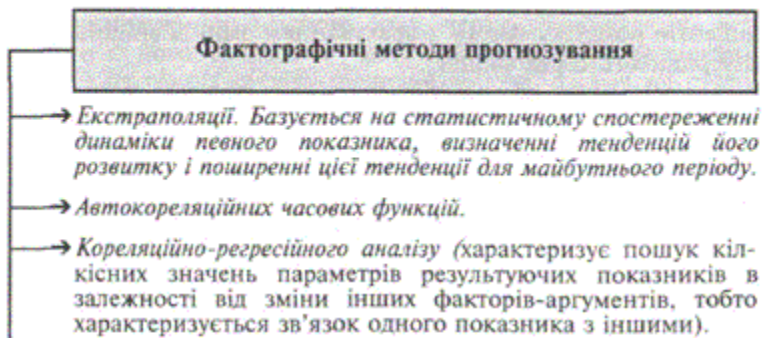 Фактографічні методи прогнозування
Екстраполяції. Базується на статистичному спостереженні
динаміки певного показника, визначенні тенденцій його
розвитку і поширенні цієї тенденції для майбутнього періоду.
Автокореляційних часових функцій.
Кореляційно-регресійного аналізу (характеризує пошук кіл-
кісних значень параметрів результуючих показників в
залежності від зміни інших факторів-аргументів, тобто
характеризується зв'язок одного показника з іншими).